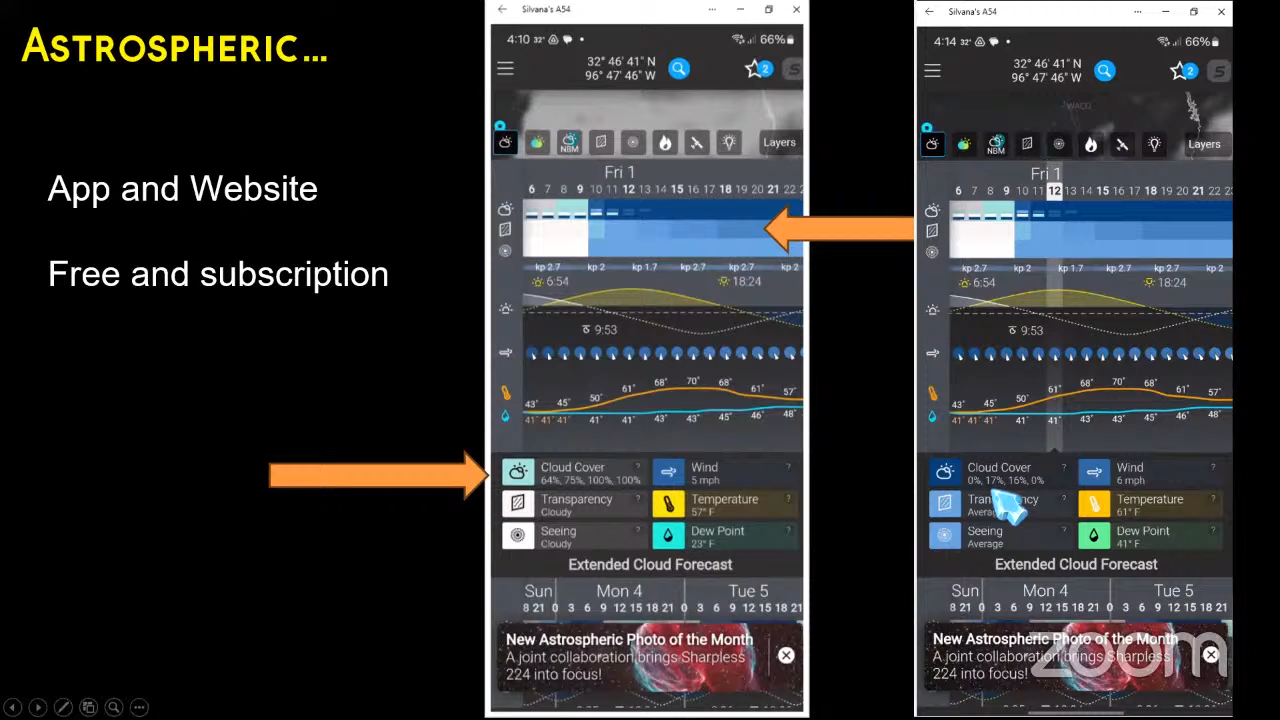 ASTROSPHERIC...
App and Website
Free and subscription
Silvana's A54
4:10 32°
66%
32° 46' 41" N
96° 47' 46" W
2
S
NBM
Layers
Fri 1
6 7 8 9 10 11 12 13 14 15 16 17 18 19 20 21 22
kp 2.7 kp 2 kp 1.7 kp 2.7 kp 2.7 kp 2
6:54 18:24
9:53
43° 45° 50° 61° 68° 70° 68° 61° 57°
41° 41° 41° 41° 41° 43° 43° 45° 46° 48°
Cloud Cover ?
64%, 75%, 100%, 100%
Wind ?
5 mph
Transparency ?
Cloudy
Temperature ?
57° F
Seeing ?
Cloudy
Dew Point ?
23° F
Extended Cloud Forecast
Sun Mon 4 Tue 5
8 21 0 3 6 9 12 15 18 21 0 3 6 9 12 15 18 21
New Astrospheric Photo of the Month
A joint collaboration brings Sharpless
224 into focus!
Silvana's A54
4:14 32°
66%
32° 46' 41" N
96° 47' 46" W
2
S
WACO
NBM
Layers
Fri 1
6 7 8 9 10 11 12 13 14 15 16 17 18 19 20 21 22
kp 2.7 kp 2 kp 1.7 kp 2.7 kp 2.7 kp 2
6:54 18:24
9:53
43° 45° 50° 61° 68° 70° 68° 61° 57°
41° 41° 41° 41° 41° 43° 43° 45° 46° 48°
Cloud Cover ?
0%, 17%, 16%, 0%
Wind ?
6 mph
?
Temperature ?
61° F
Seeing ?
Average
Dew Point ?
41° F
Extended Cloud Forecast
Sun Mon 4 Tue 5
8 21 0 3 6 9 12 15 18 21 0 3 6 9 12 15 18 21
New Astrospheric Photo of the Month
A joint collaboration brings Sharpless
224 into focus!
zoom